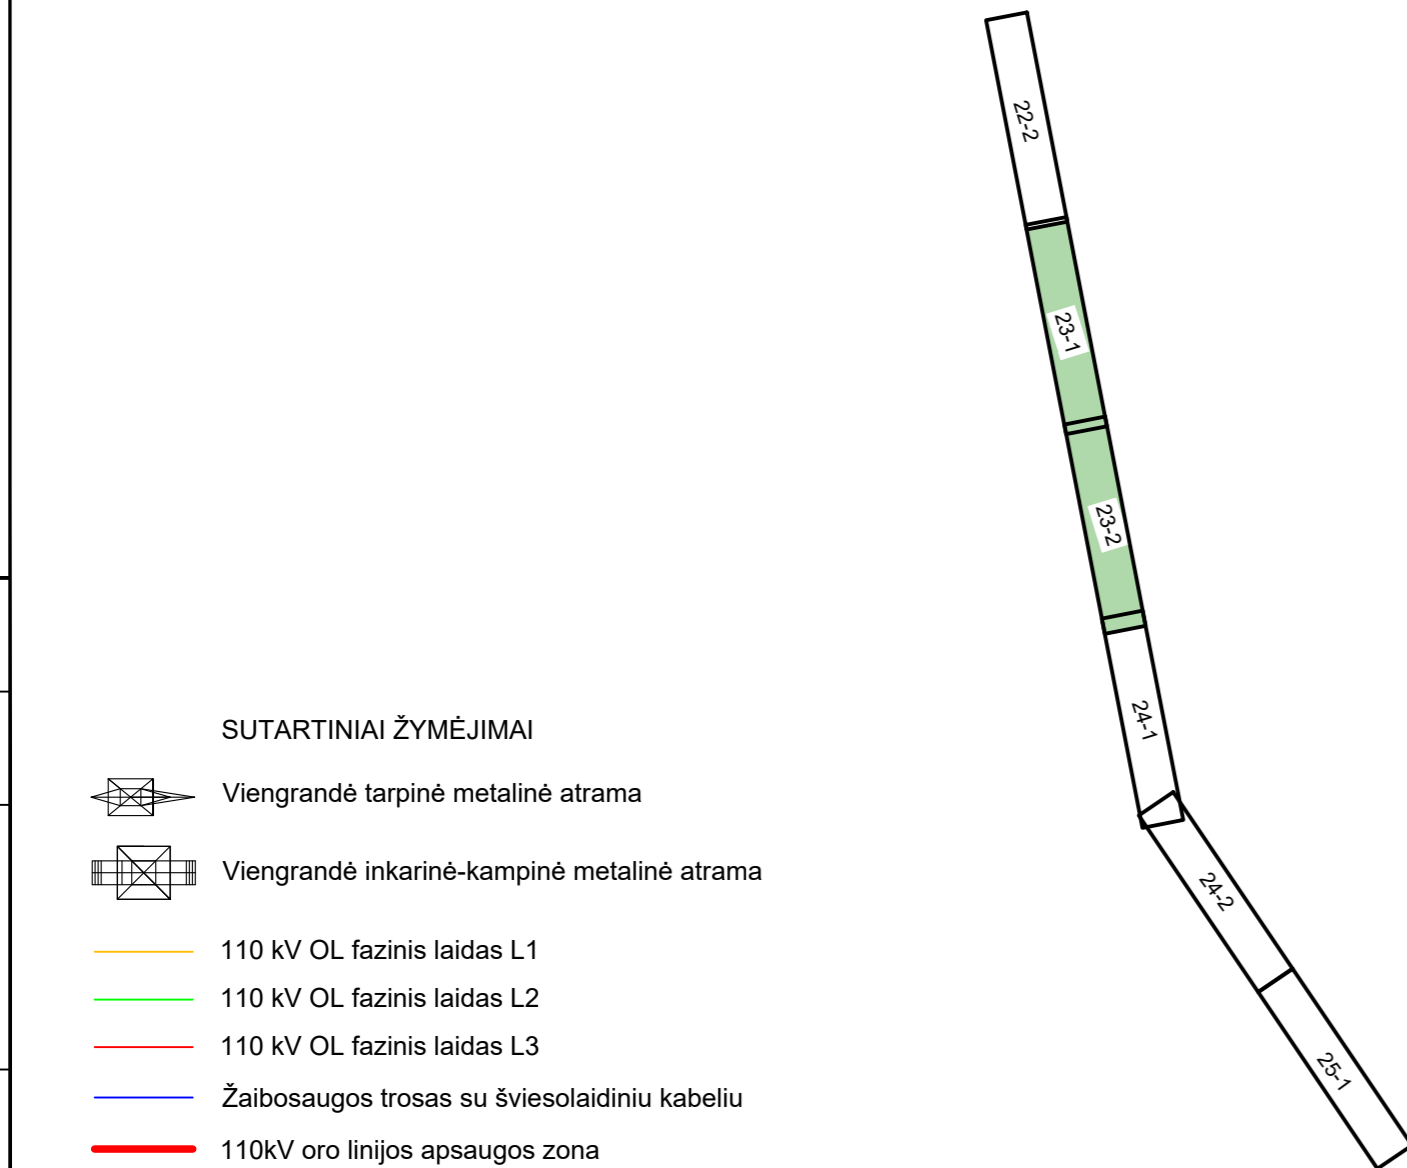 22-2
23-1
23-2
24-1
24-2
25-1
SUTARTINIAI ŽYMĖJIMAI
Viengrandė tarpinė metalinė atrama
Viengrandė inkarinė-kampinė metalinė atrama
110 kV OL fazinis laidas L1
110 kV OL fazinis laidas L2
110 kV OL fazinis laidas L3
Žaibosaugos trosas su šviesolaidiniu kabeliu
110kV oro linijos apsaugos zona